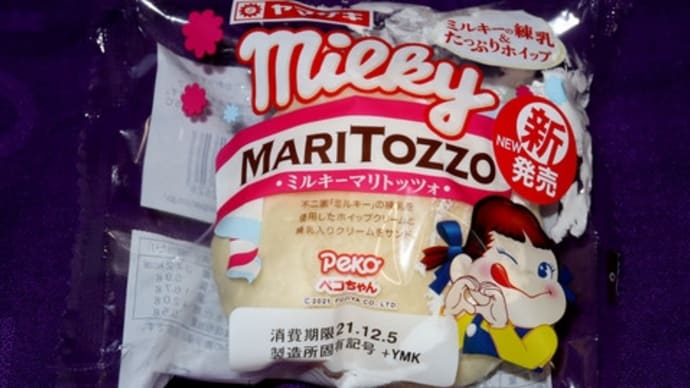 ヤマザキ
ミルキーの練乳
&
たっぷりホイップ
milky
MARITOZZO
NEW
新
発売
・ミルキーマリトッツォ・
不二家「ミルキー」の練乳を
使用したホイップクリームと
練乳入りクリームをサンド
PeKo
ペコちゃん
©2021 FUJIYA CO., LTD.
消費期限 21.12.5
製造所固有記号 +YMK